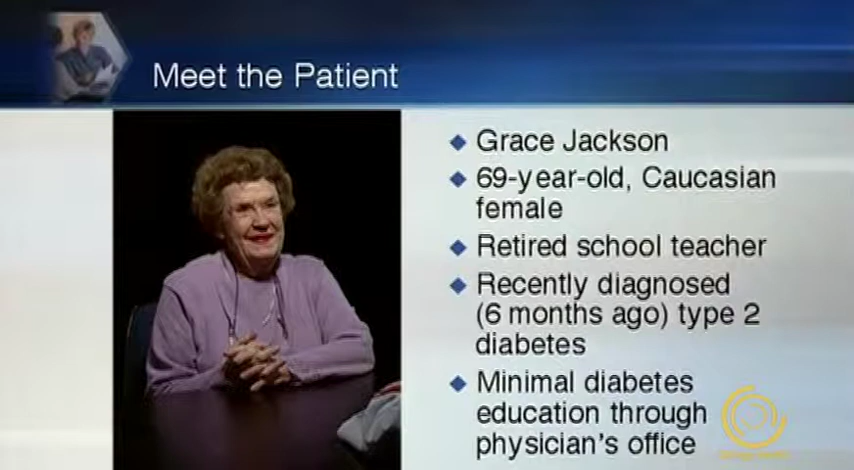 Meet the Patient
Grace Jackson
69-year-old, Caucasian
female
Retired school teacher
Recently diagnosed
(6 months ago) type 2
diabetes
Minimal diabetes
education through
physician's office